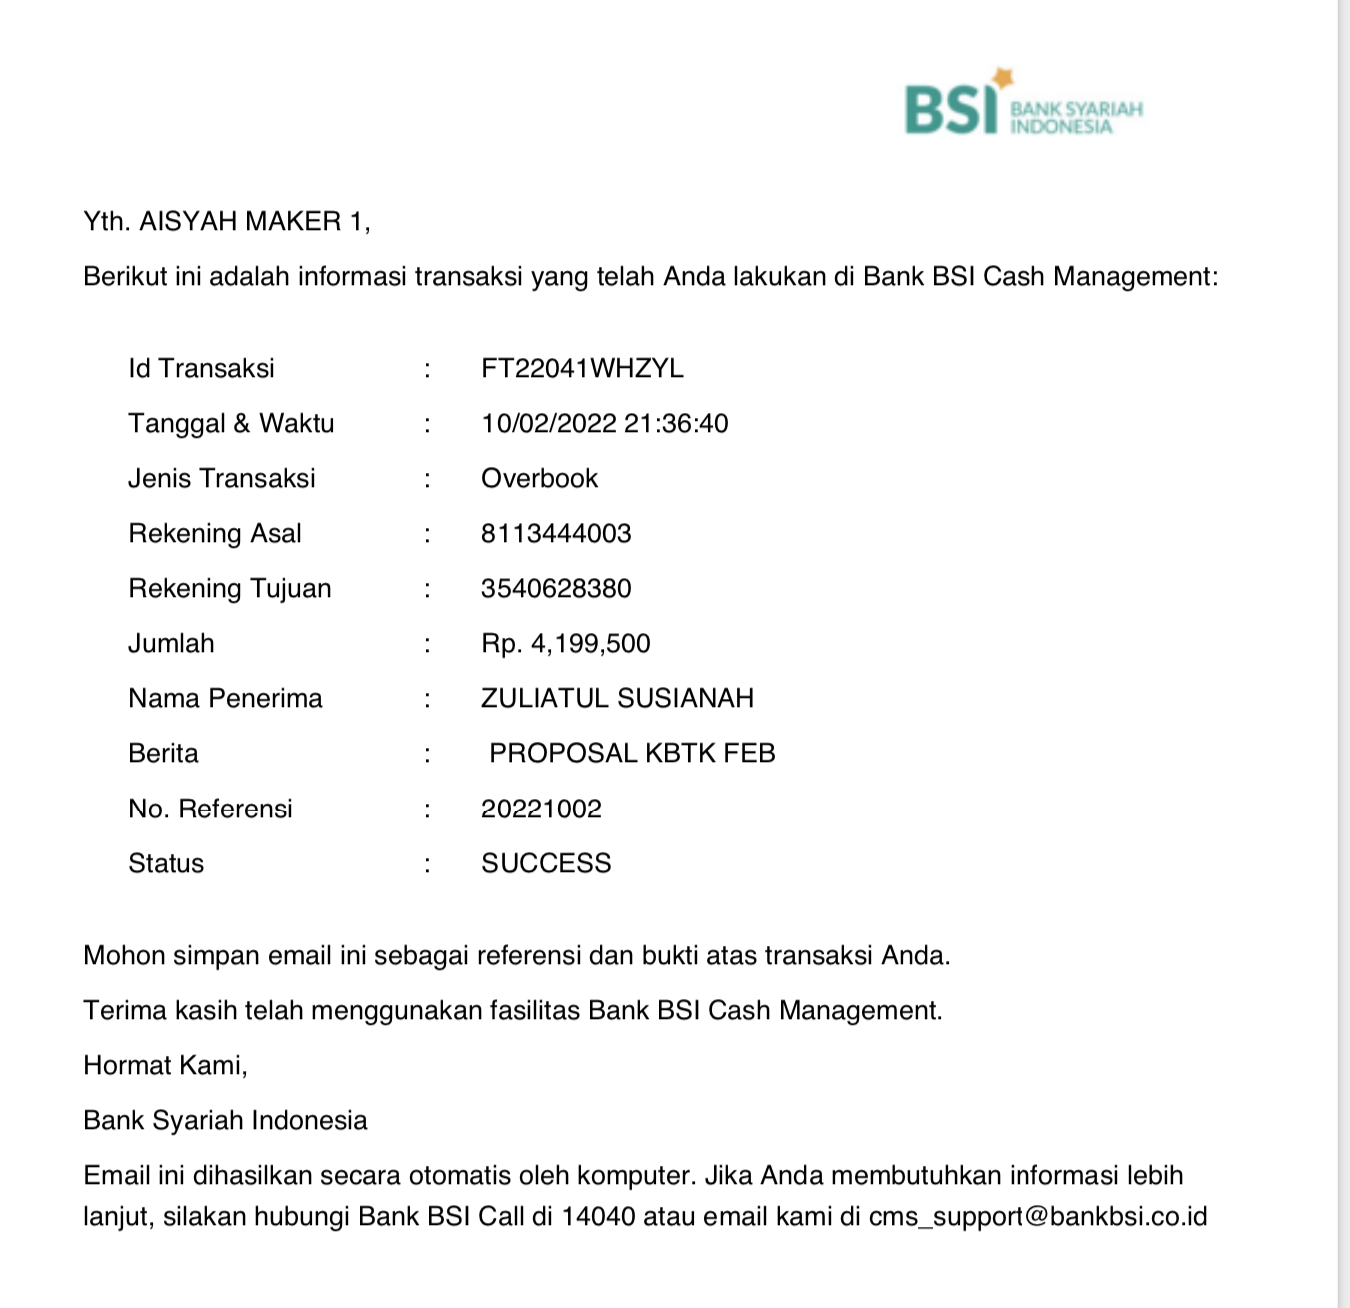 BSI BANK SYARIAH
INDONESIA
Yth. AISYAH MAKER 1,
Berikut ini adalah informasi transaksi yang telah Anda lakukan di Bank BSI Cash Management:
Id Transaksi : FT22041WHZYL
Tanggal & Waktu : 10/02/2022 21:36:40
Jenis Transaksi : Overbook
Rekening Asal : 8113444003
Rekening Tujuan : 3540628380
Jumlah : Rp. 4,199,500
Nama Penerima : ZULIATUL SUSIANAH
Berita : PROPOSAL KBTK FEB
No. Referensi : 20221002
Status : SUCCESS
Mohon simpan email ini sebagai referensi dan bukti atas transaksi Anda.
Terima kasih telah menggunakan fasilitas Bank BSI Cash Management.
Hormat Kami,
Bank Syariah Indonesia
Email ini dihasilkan secara otomatis oleh komputer. Jika Anda membutuhkan informasi lebih
lanjut, silakan hubungi Bank BSI Call di 14040 atau email kami di cms_support@bankbsi.co.id